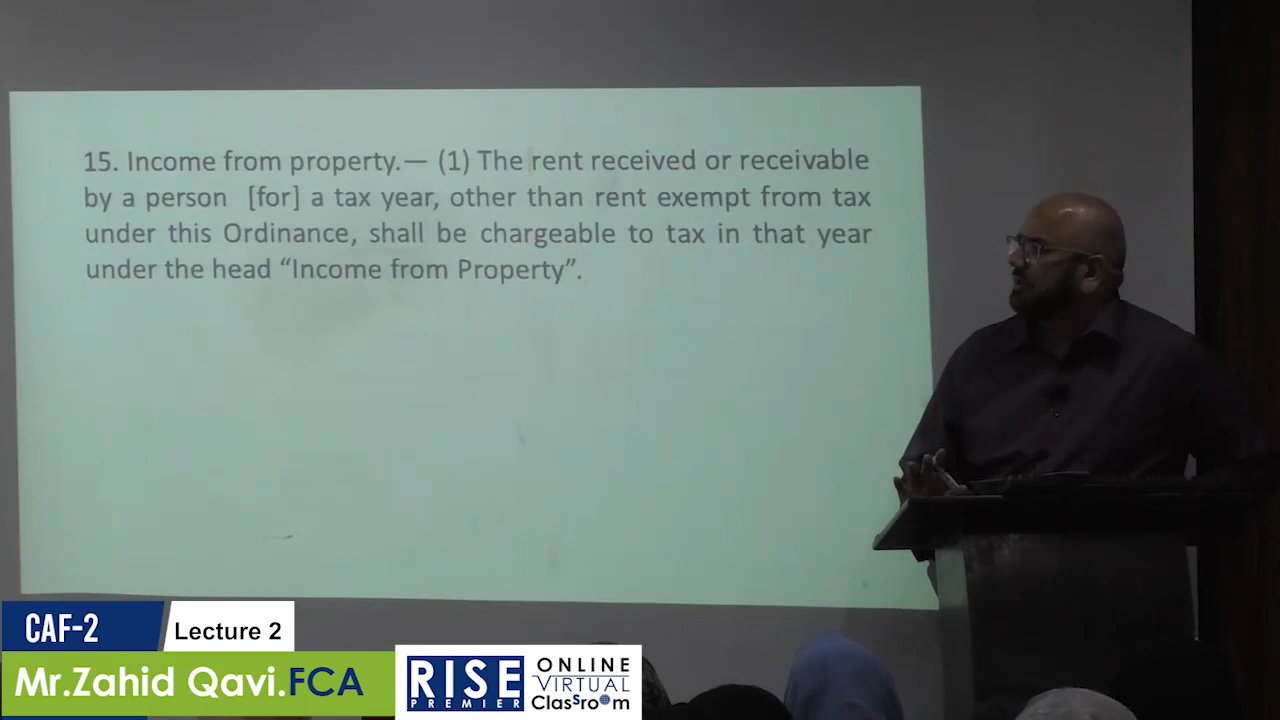 15. Income from property.— (1) The rent received or receivable
by a person [for] a tax year, other than rent exempt from tax
under this Ordinance, shall be chargeable to tax in that year
under the head “Income from Property”.
CAF-2
Lecture 2
Mr.Zahid Qavi.FCA
RISE
PREMIER
ONLINE
VIRTUAL
ClasSroom